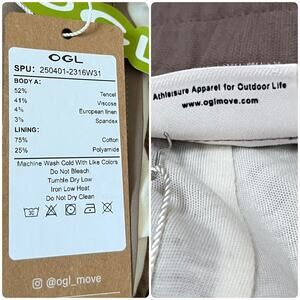 OGL
SPU: 250401-2316W31
BODY A:
52% Tencel
41% Viscose
4% European linen
3% Spandex
LINING:
75% Cotton
25% Polyamide
Machine Wash Cold With Like Colors
Do Not Bleach
Tumble Dry Low
Iron Low Heat
Do Not Dry Clean
30
@ogl_move
Athleisure Apparel for Outdoor Life
www.oglmove.com